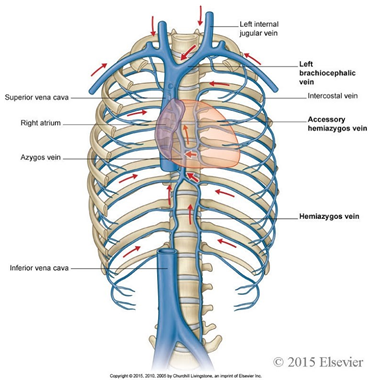 Left internal
jugular vein
Left
brachiocephalic
vein
Superior vena cava
Intercostal vein
Right atrium
Accessory
hemiazygos vein
Azygos vein
Hemiazygos vein
Inferior vena cava
© 2015 Elsevier
Copyright © 2015, 2010, 2005 by Churchill Livingstone, an imprint of Elsevier Inc.